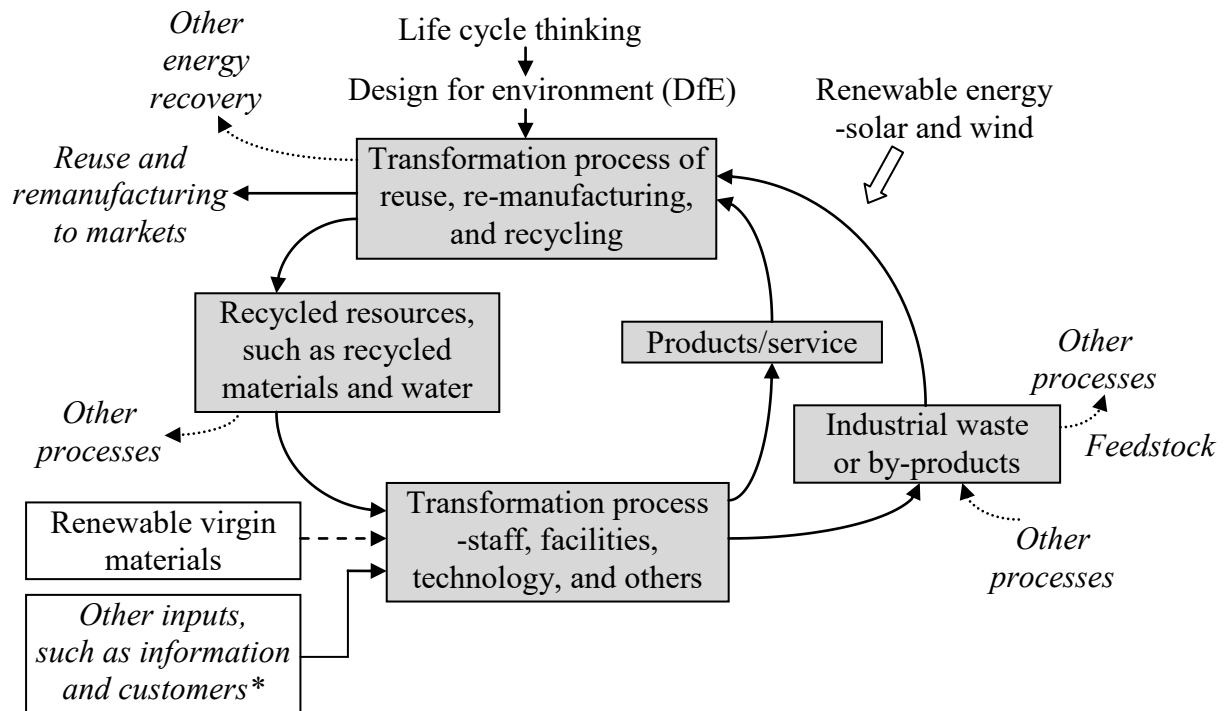 Other
energy
recovery
Life cycle thinking
Design for environment (DfE)
Renewable energy
-solar and wind
Reuse and
remanufacturing
to markets
Transformation process of
reuse, re-manufacturing,
and recycling
Recycled resources,
such as recycled
materials and water
Products/service
Other
processes
Other
processes
Industrial waste
or by-products
Feedstock
Renewable virgin
materials
Transformation process
-staff, facilities,
technology, and others
Other
processes
Other inputs,
such as information
and customers*